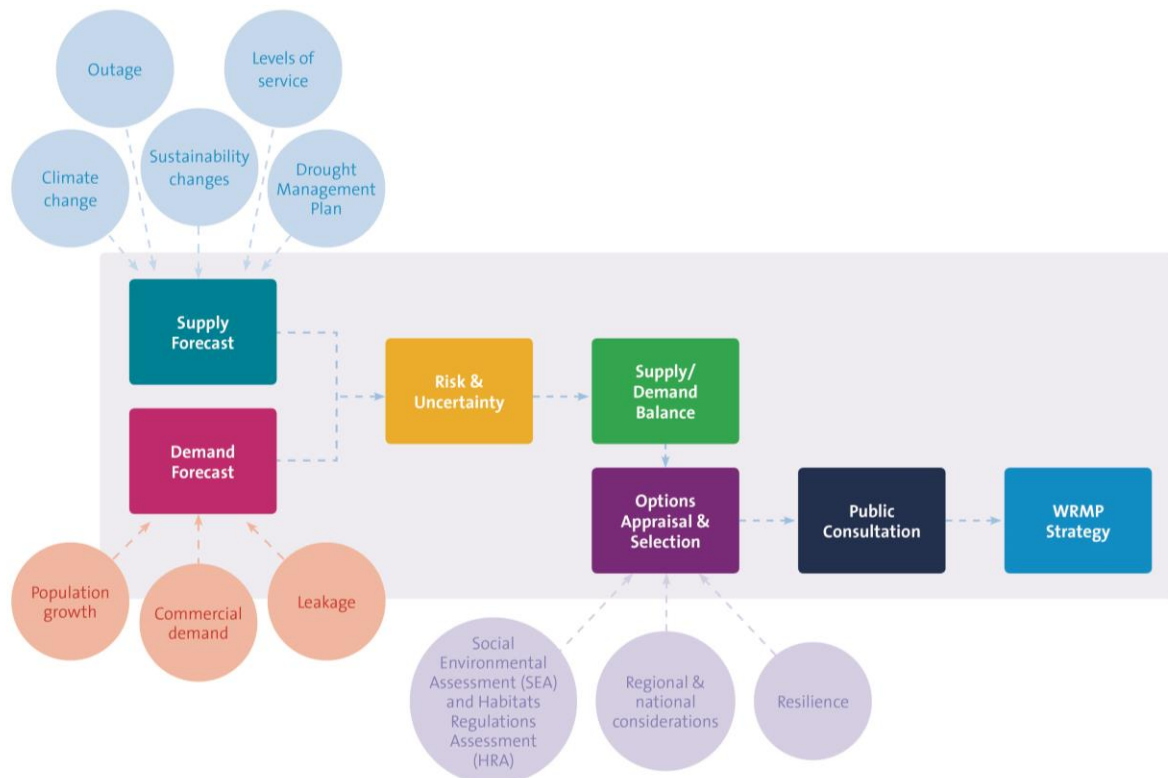 Outage
Levels of
service
Climate
change
Sustainability
changes
Drought
Management
Plan
Supply
Forecast
Demand
Forecast
Risk &
Uncertainty
Supply/
Demand
Balance
Options
Appraisal &
Selection
Public
Consultation
WRMP
Strategy
Population
growth
Commercial
demand
Leakage
Social
Environmental
Assessment (SEA)
and Habitats
Regulations
Assessment
(HRA)
Regional &
national
considerations
Resilience